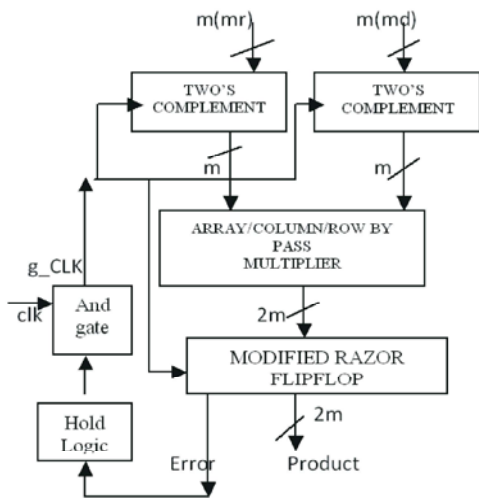 m(mr)
m(md)
TWO'S
COMPLEMENT
TWO'S
COMPLEMENT
m
m
ARRAY/COLUMN/ROW BY
PASS
MULTIPLIER
g_CLK
clk
And
gate
2m
MODIFIED RAZOR
FLIPFLOP
Hold
Logic
2m
Error
Product